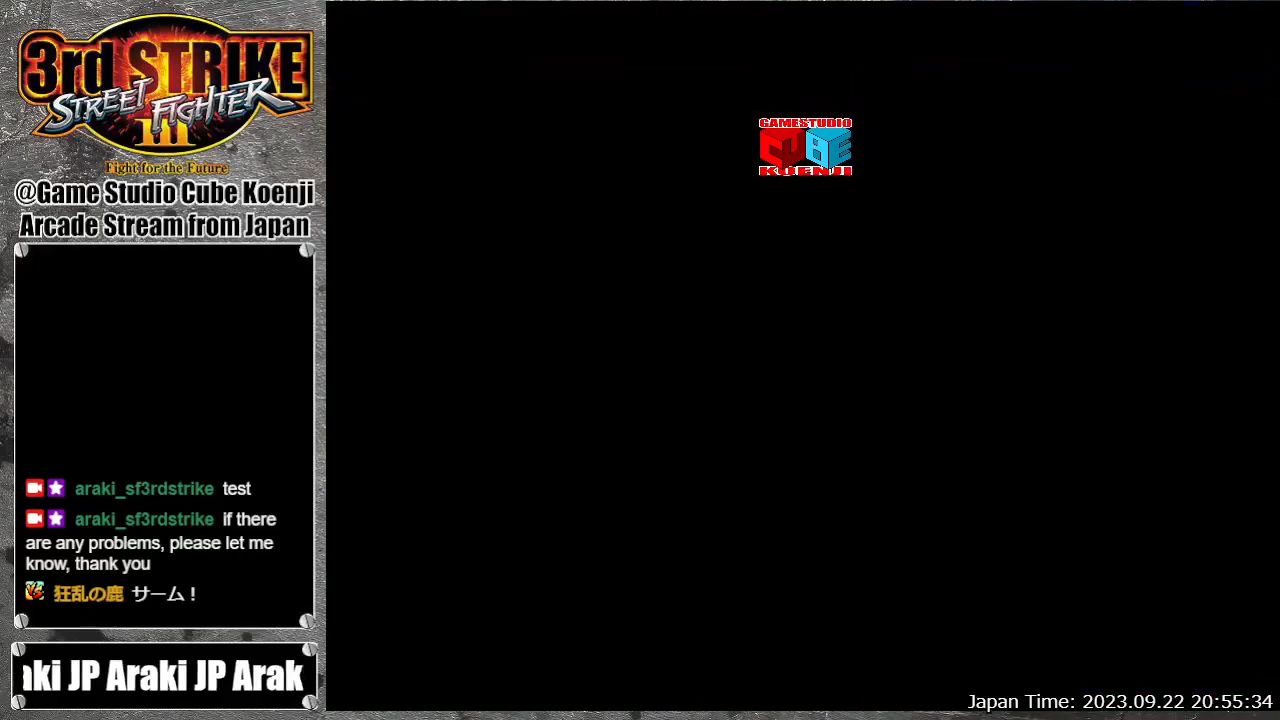 3rd STRIKE
STREET FIGHTER
III
Fight for the Future
@Game Studio Cube Koenji
Arcade Stream from Japan
GAMESTUDIO
CUBE
KOENJI
araki_sf3rdstrike test
araki_sf3rdstrike if there
are any problems, please let me
know, thank you
狂乱の鹿 サーム！
aki JP Araki JP Arak
Japan Time: 2023.09.22 20:55:34